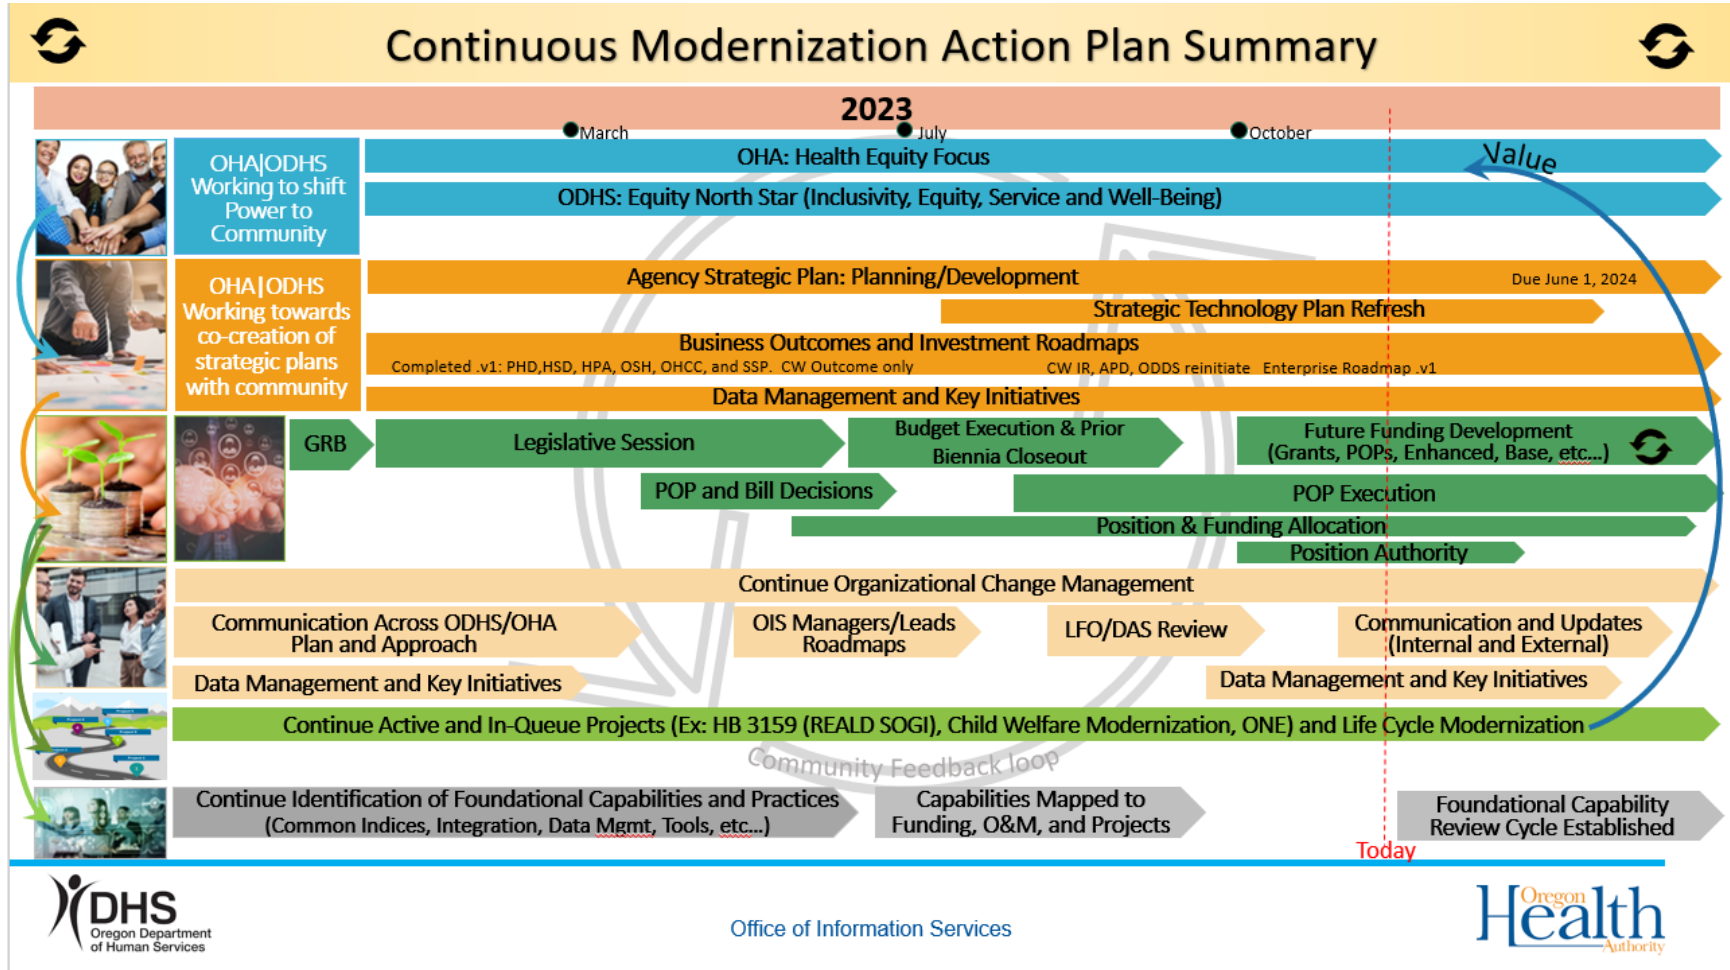 Continuous Modernization Action Plan Summary
2023
March
July
October
OHA|ODHS
Working to shift
Power to
Community
OHA: Health Equity Focus
Value
ODHS: Equity North Star (Inclusivity, Equity, Service and Well-Being)
OHA|ODHS
Working towards
co-creation of
strategic plans
with community
Agency Strategic Plan: Planning/Development
Due June 1, 2024
Strategic Technology Plan Refresh
Business Outcomes and Investment Roadmaps
Completed .v1: PHD,HSD, HPA, OSH, OHCC, and SSP. CW Outcome only
CW IR, APD, ODDS reinitiate
Enterprise Roadmap .v1
Data Management and Key Initiatives
GRB
Legislative Session
Budget Execution & Prior
Biennia Closeout
Future Funding Development
(Grants, POPs, Enhanced, Base, etc...)
POP and Bill Decisions
POP Execution
Position & Funding Allocation
Position Authority
Continue Organizational Change Management
Communication Across ODHS/OHA
Plan and Approach
OIS Managers/Leads
Roadmaps
LFO/DAS Review
Communication and Updates
(Internal and External)
Data Management and Key Initiatives
Data Management and Key Initiatives
Continue Active and In-Queue Projects (Ex: HB 3159 (REALD SOGI), Child Welfare Modernization, ONE) and Life Cycle Modernization
Community Feedback loop
Continue Identification of Foundational Capabilities and Practices
(Common Indices, Integration, Data Mgmt, Tools, etc...)
Capabilities Mapped to
Funding, O&M, and Projects
Foundational Capability
Review Cycle Established
Today
DHS
Oregon Department
of Human Services
Office of Information Services
Oregon
Health
Authority